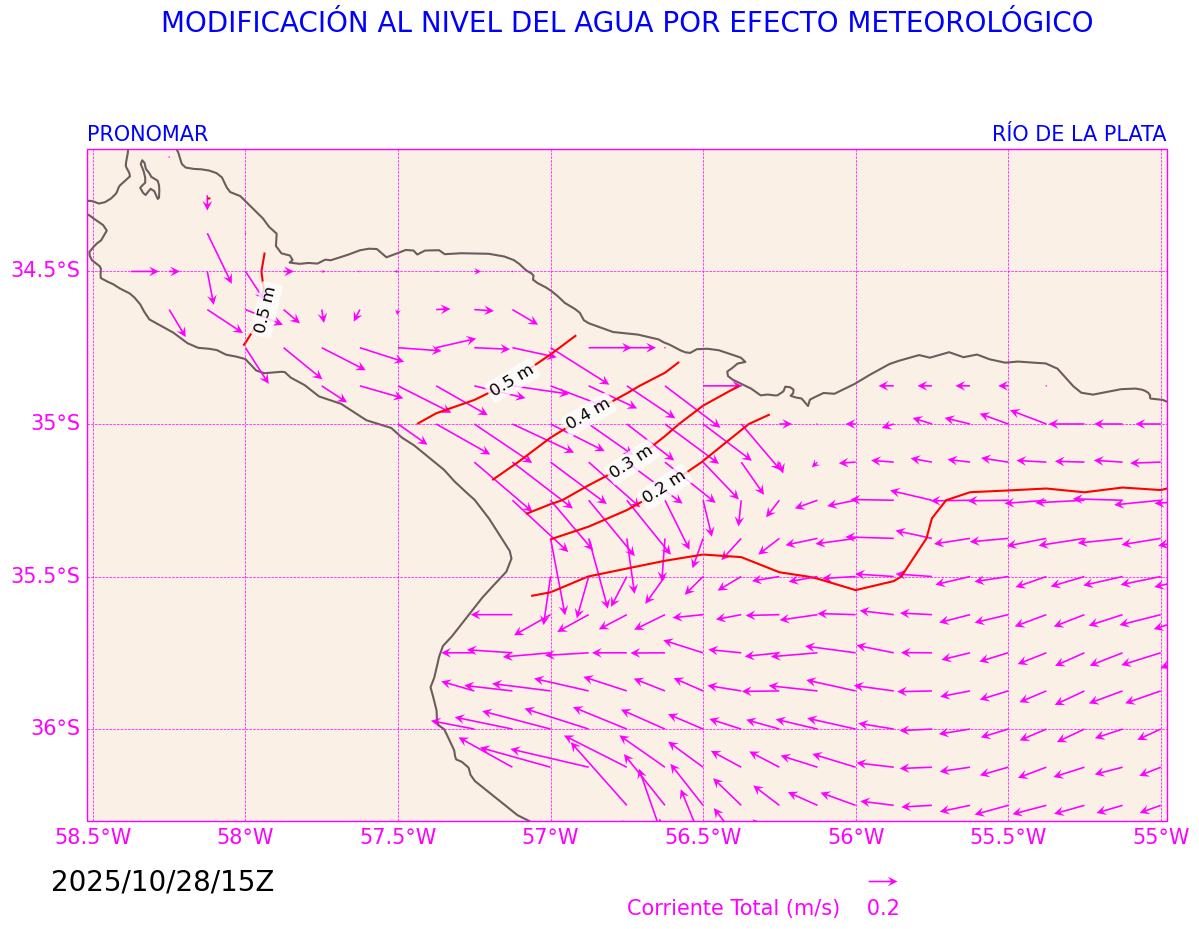 MODIFICACIÓN AL NIVEL DEL AGUA POR EFECTO METEOROLÓGICO
PRONOMAR
RÍO DE LA PLATA
34.5°S
0.5 m
0.5 m
0.4 m
35°S
0.3 m
0.2 m
35.5°S
36°S
58.5°W
58°W
57.5°W
57°W
56.5°W
56°W
55.5°W
55°W
2025/10/28/15Z
Corriente Total (m/s)
0.2